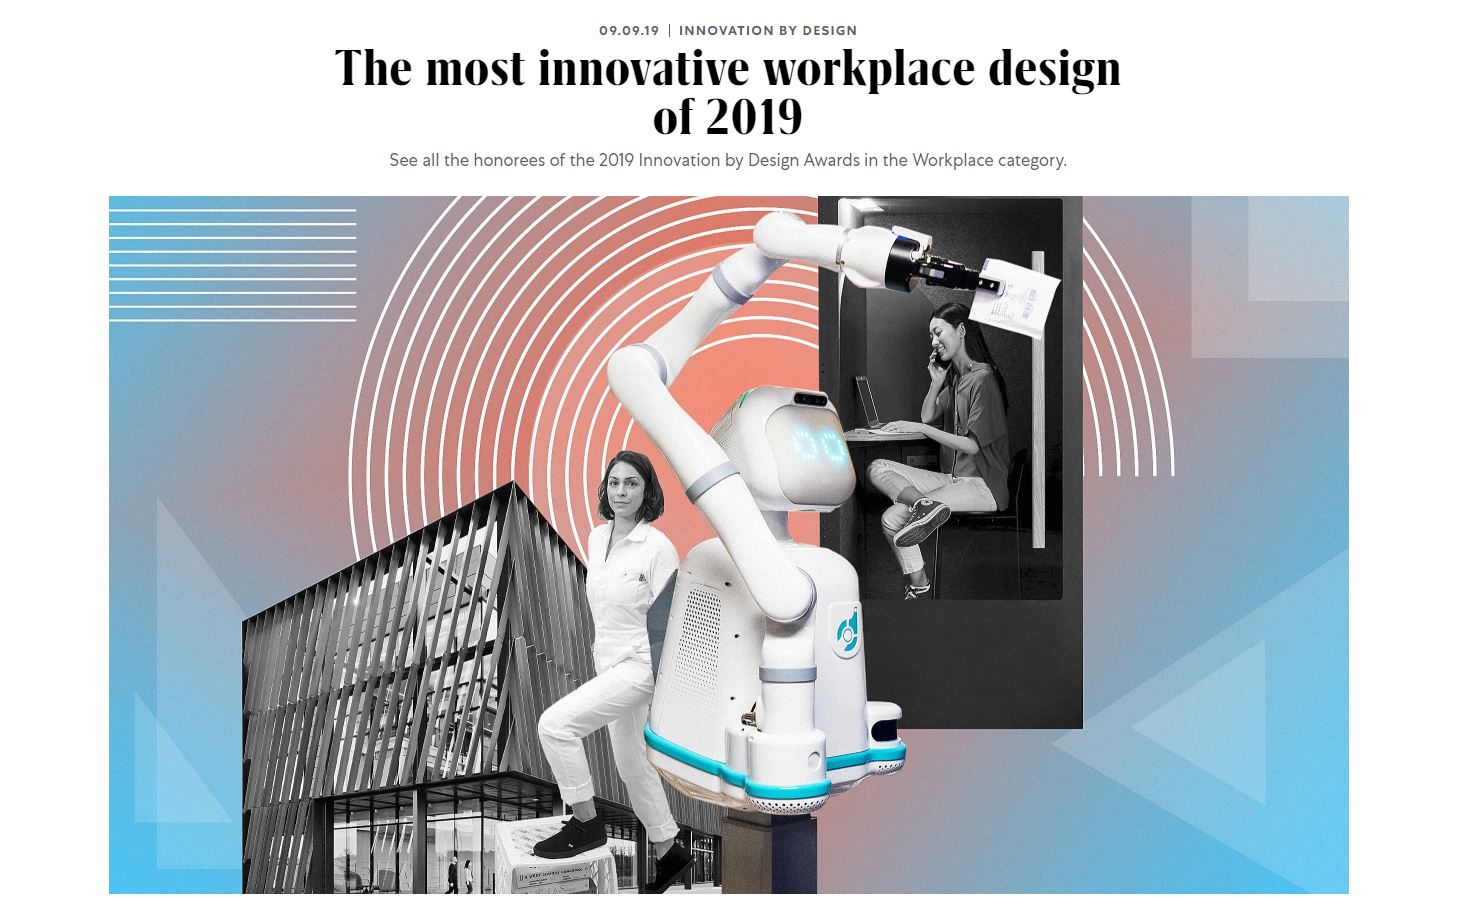 09.09.19 | INNOVATION BY DESIGN
The most innovative workplace design
of 2019
See all the honorees of the 2019 Innovation by Design Awards in the Workplace category.